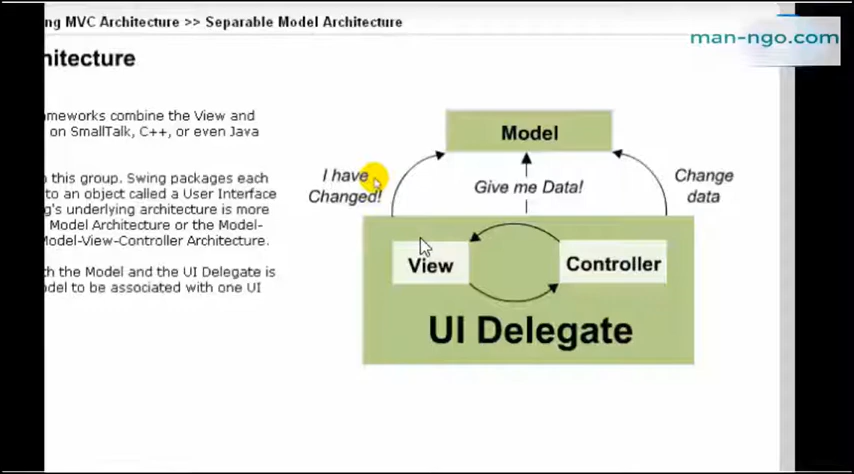 ng MVC Architecture >> Separable Model Architecture
man-ngo.com
hitecture
ameworks combine the View and
on SmallTalk, C++, or even Java
this group. Swing packages each
to an object called a User Interface
g's underlying architecture is more
Model Architecture or the Model-
Model-View-Controller Architecture.
th the Model and the UI Delegate is
del to be associated with one UI
Model
I have
Changed!
Give me Data!
Change
data
View
Controller
UI Delegate